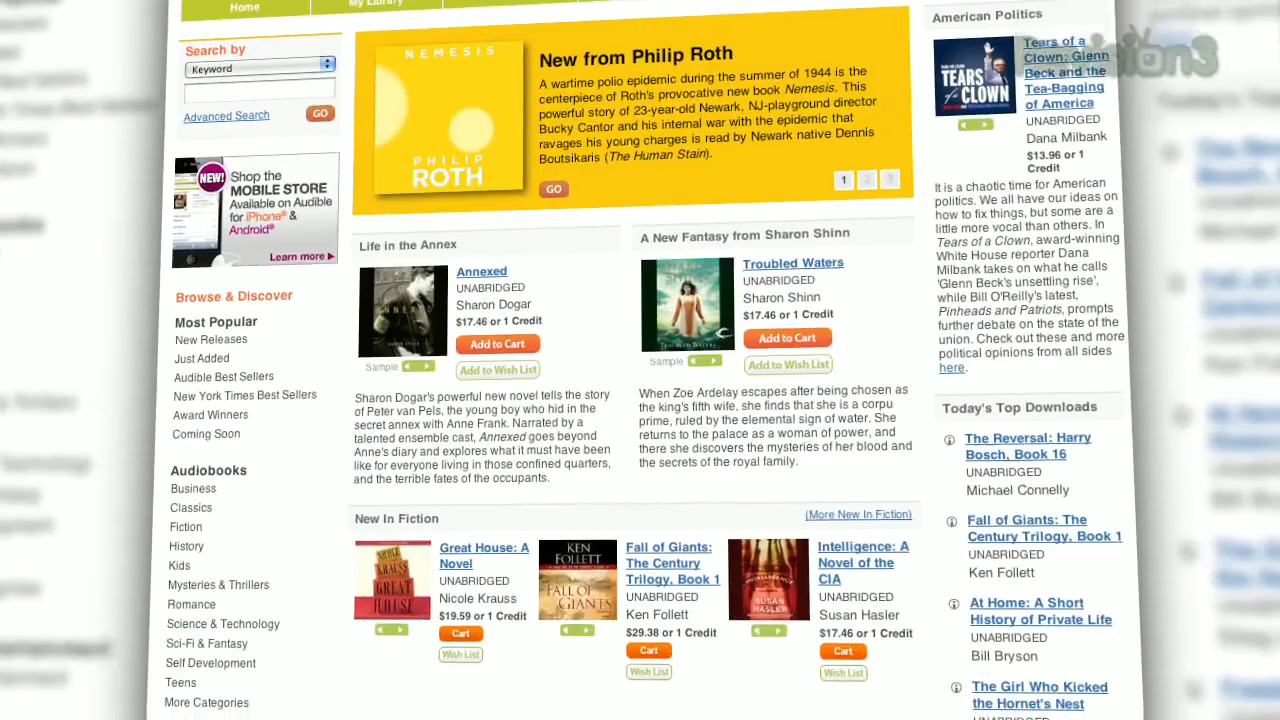 Home
My Library
Search by
Keyword
Advanced Search
GO
NEW!
Shop the
MOBILE STORE
Available on Audible
for iPhone® &
Android®
Learn more
Browse & Discover
Most Popular
New Releases
Just Added
Audible Best Sellers
New York Times Best Sellers
Award Winners
Coming Soon
Audiobooks
Business
Classics
Fiction
History
Kids
Mysteries & Thrillers
Romance
Science & Technology
Sci-Fi & Fantasy
Self Development
Teens
More Categories
NEMESIS
PHILIP
ROTH
New from Philip Roth
A wartime polio epidemic during the summer of 1944 is the
centerpiece of Roth's provocative new book Nemesis. This
powerful story of 23-year-old Newark, NJ-playground director
Bucky Cantor and his internal war with the epidemic that
ravages his young charges is read by Newark native Dennis
Boutsikaris (The Human Stain).
GO
1 2 3
Life in the Annex
ANNEXED
Annexed
UNABRIDGED
Sharon Dogar
$17.46 or 1 Credit
Add to Cart
Sample
Add to Wish List
Sharon Dogar's powerful new novel tells the story
of Peter van Pels, the young boy who hid in the
secret annex with Anne Frank. Narrated by a
talented ensemble cast, Annexed goes beyond
Anne's diary and explores what it must have been
like for everyone living in those confined quarters,
and the terrible fates of the occupants.
A New Fantasy from Sharon Shinn
TROUBLED WATERS
Troubled Waters
UNABRIDGED
Sharon Shinn
$17.46 or 1 Credit
Add to Cart
Sample
Add to Wish List
When Zoe Ardelay escapes after being chosen as
the king's fifth wife, she finds that she is a corpu
prime, ruled by the elemental sign of water. She
returns to the palace as a woman of power, and
there she discovers the mysteries of her blood and
the secrets of the royal family.
New In Fiction
(More New In Fiction)
NICOLE
KRAUSS
GREAT
HOUSE
Great House: A
Novel
UNABRIDGED
Nicole Krauss
$19.59 or 1 Credit
Cart
Wish List
KEN
FOLLETT
FALL OF
GIANTS
Fall of Giants:
The Century
Trilogy, Book 1
UNABRIDGED
Ken Follett
$29.38 or 1 Credit
Cart
Wish List
INTELLIGENCE
SUSAN
HASLER
Intelligence: A
Novel of the
CIA
UNABRIDGED
Susan Hasler
$17.46 or 1 Credit
Cart
Wish List
American Politics
TEARS
of a
CLOWN
Tears of a
Clown: Glenn
Beck and the
Tea-Bagging
of America
UNABRIDGED
Dana Milbank
$13.96 or 1
Credit
It is a chaotic time for American
politics. We all have our ideas on
how to fix things, but some are a
little more vocal than others. In
Tears of a Clown, award-winning
White House reporter Dana
Milbank takes on what he calls
'Glenn Beck's unsettling rise',
while Bill O'Reilly's latest,
Pinheads and Patriots, prompts
further debate on the state of the
union. Check out these and more
political opinions from all sides
here.
Today's Top Downloads
The Reversal: Harry
Bosch, Book 16
UNABRIDGED
Michael Connelly
Fall of Giants: The
Century Trilogy, Book 1
UNABRIDGED
Ken Follett
At Home: A Short
History of Private Life
UNABRIDGED
Bill Bryson
The Girl Who Kicked
the Hornet's Nest